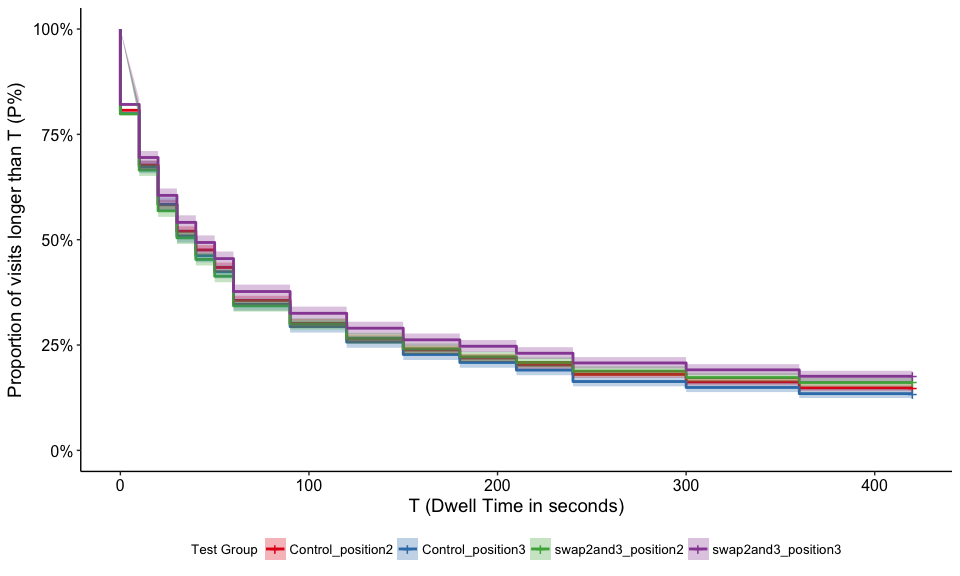 Proportion of visits longer than T (P%)
100%
75%
50%
25%
0%
0 100 200 300 400
T (Dwell Time in seconds)
Test Group Control_position2 Control_position3 swap2and3_position2 swap2and3_position3